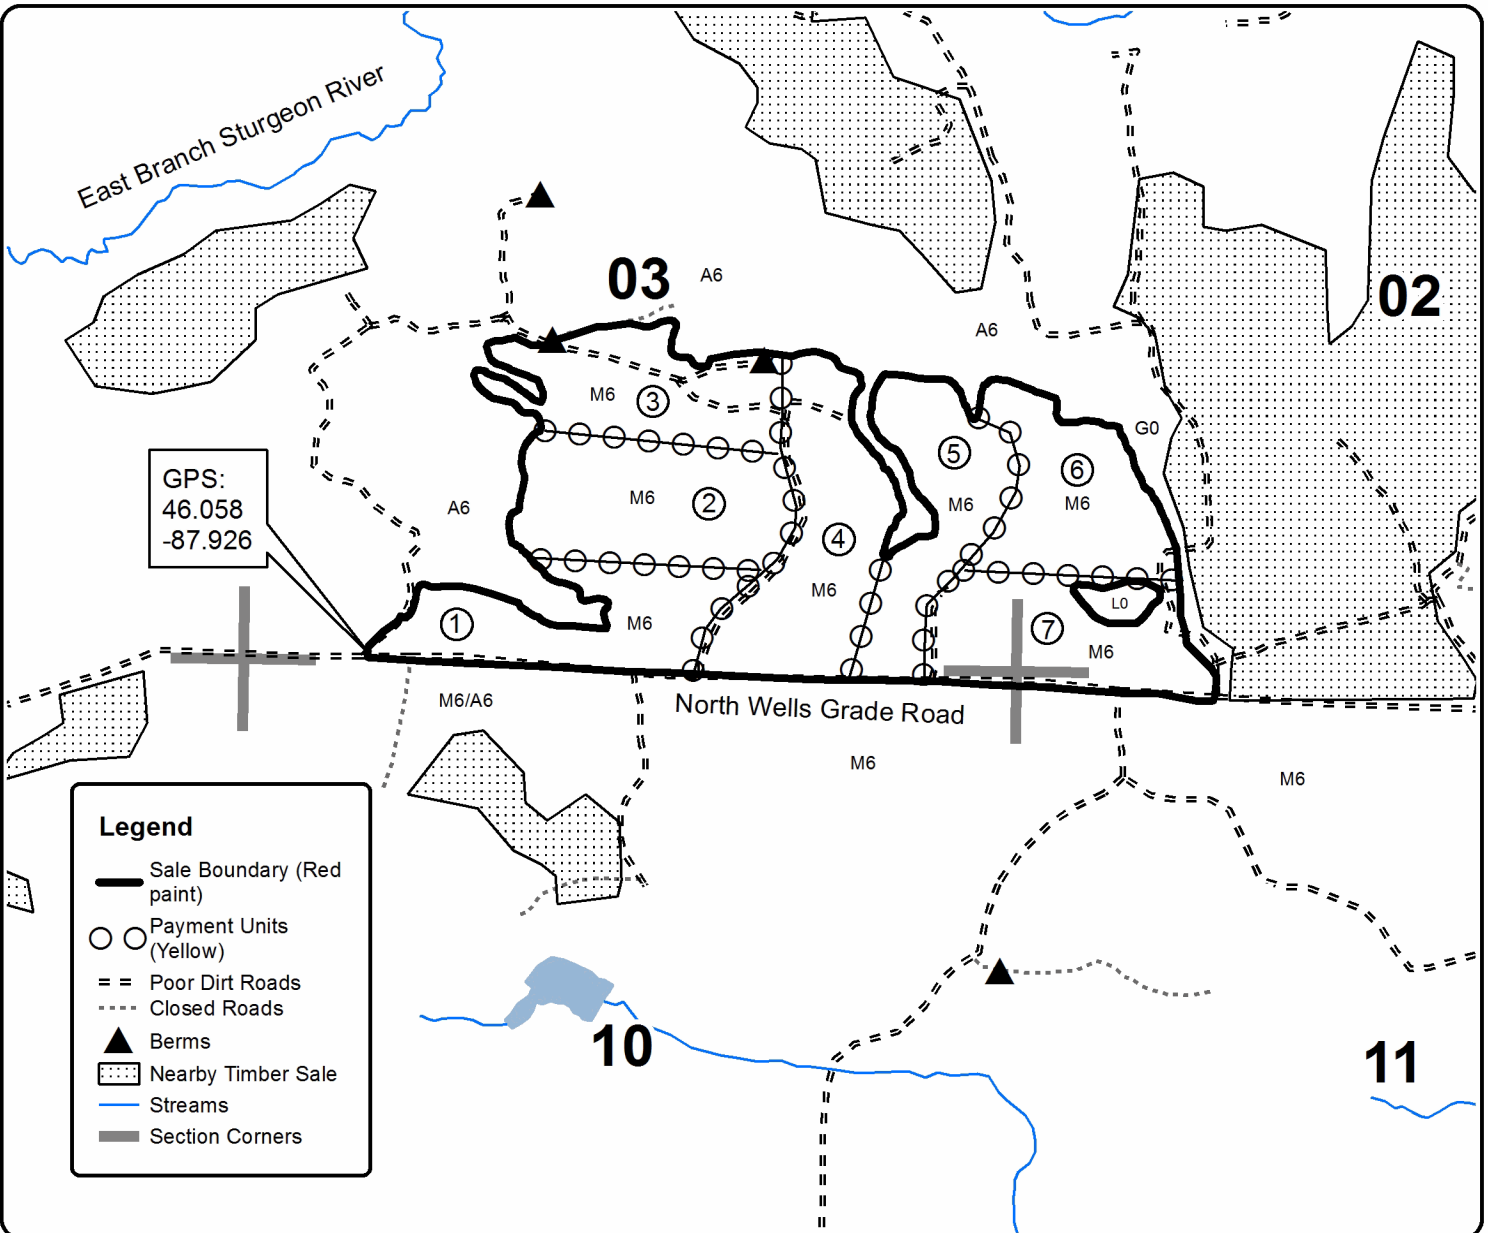 East Branch Sturgeon River
03
A6
02
A6
M6
3
G0
5
6
GPS:
46.058
-87.926
A6
M6
2
M6
M6
4
M6
L0
1
M6
7
M6
M6/A6
North Wells Grade Road
M6
M6
Legend
Sale Boundary (Red
paint)
Payment Units
(Yellow)
Poor Dirt Roads
Closed Roads
Berms
Nearby Timber Sale
Streams
Section Corners
10
11